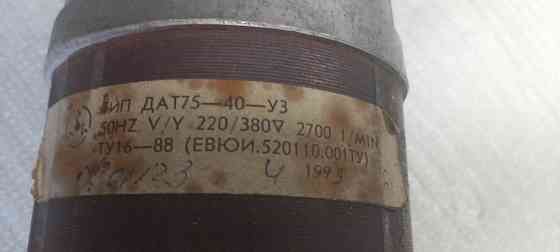 ТИП ДАТ75—40—У3
50HZ V/Y 220/380V 2700 1/MIN
ТУ16—88 (ЕВЮИ.520110.001ТУ)
4 199